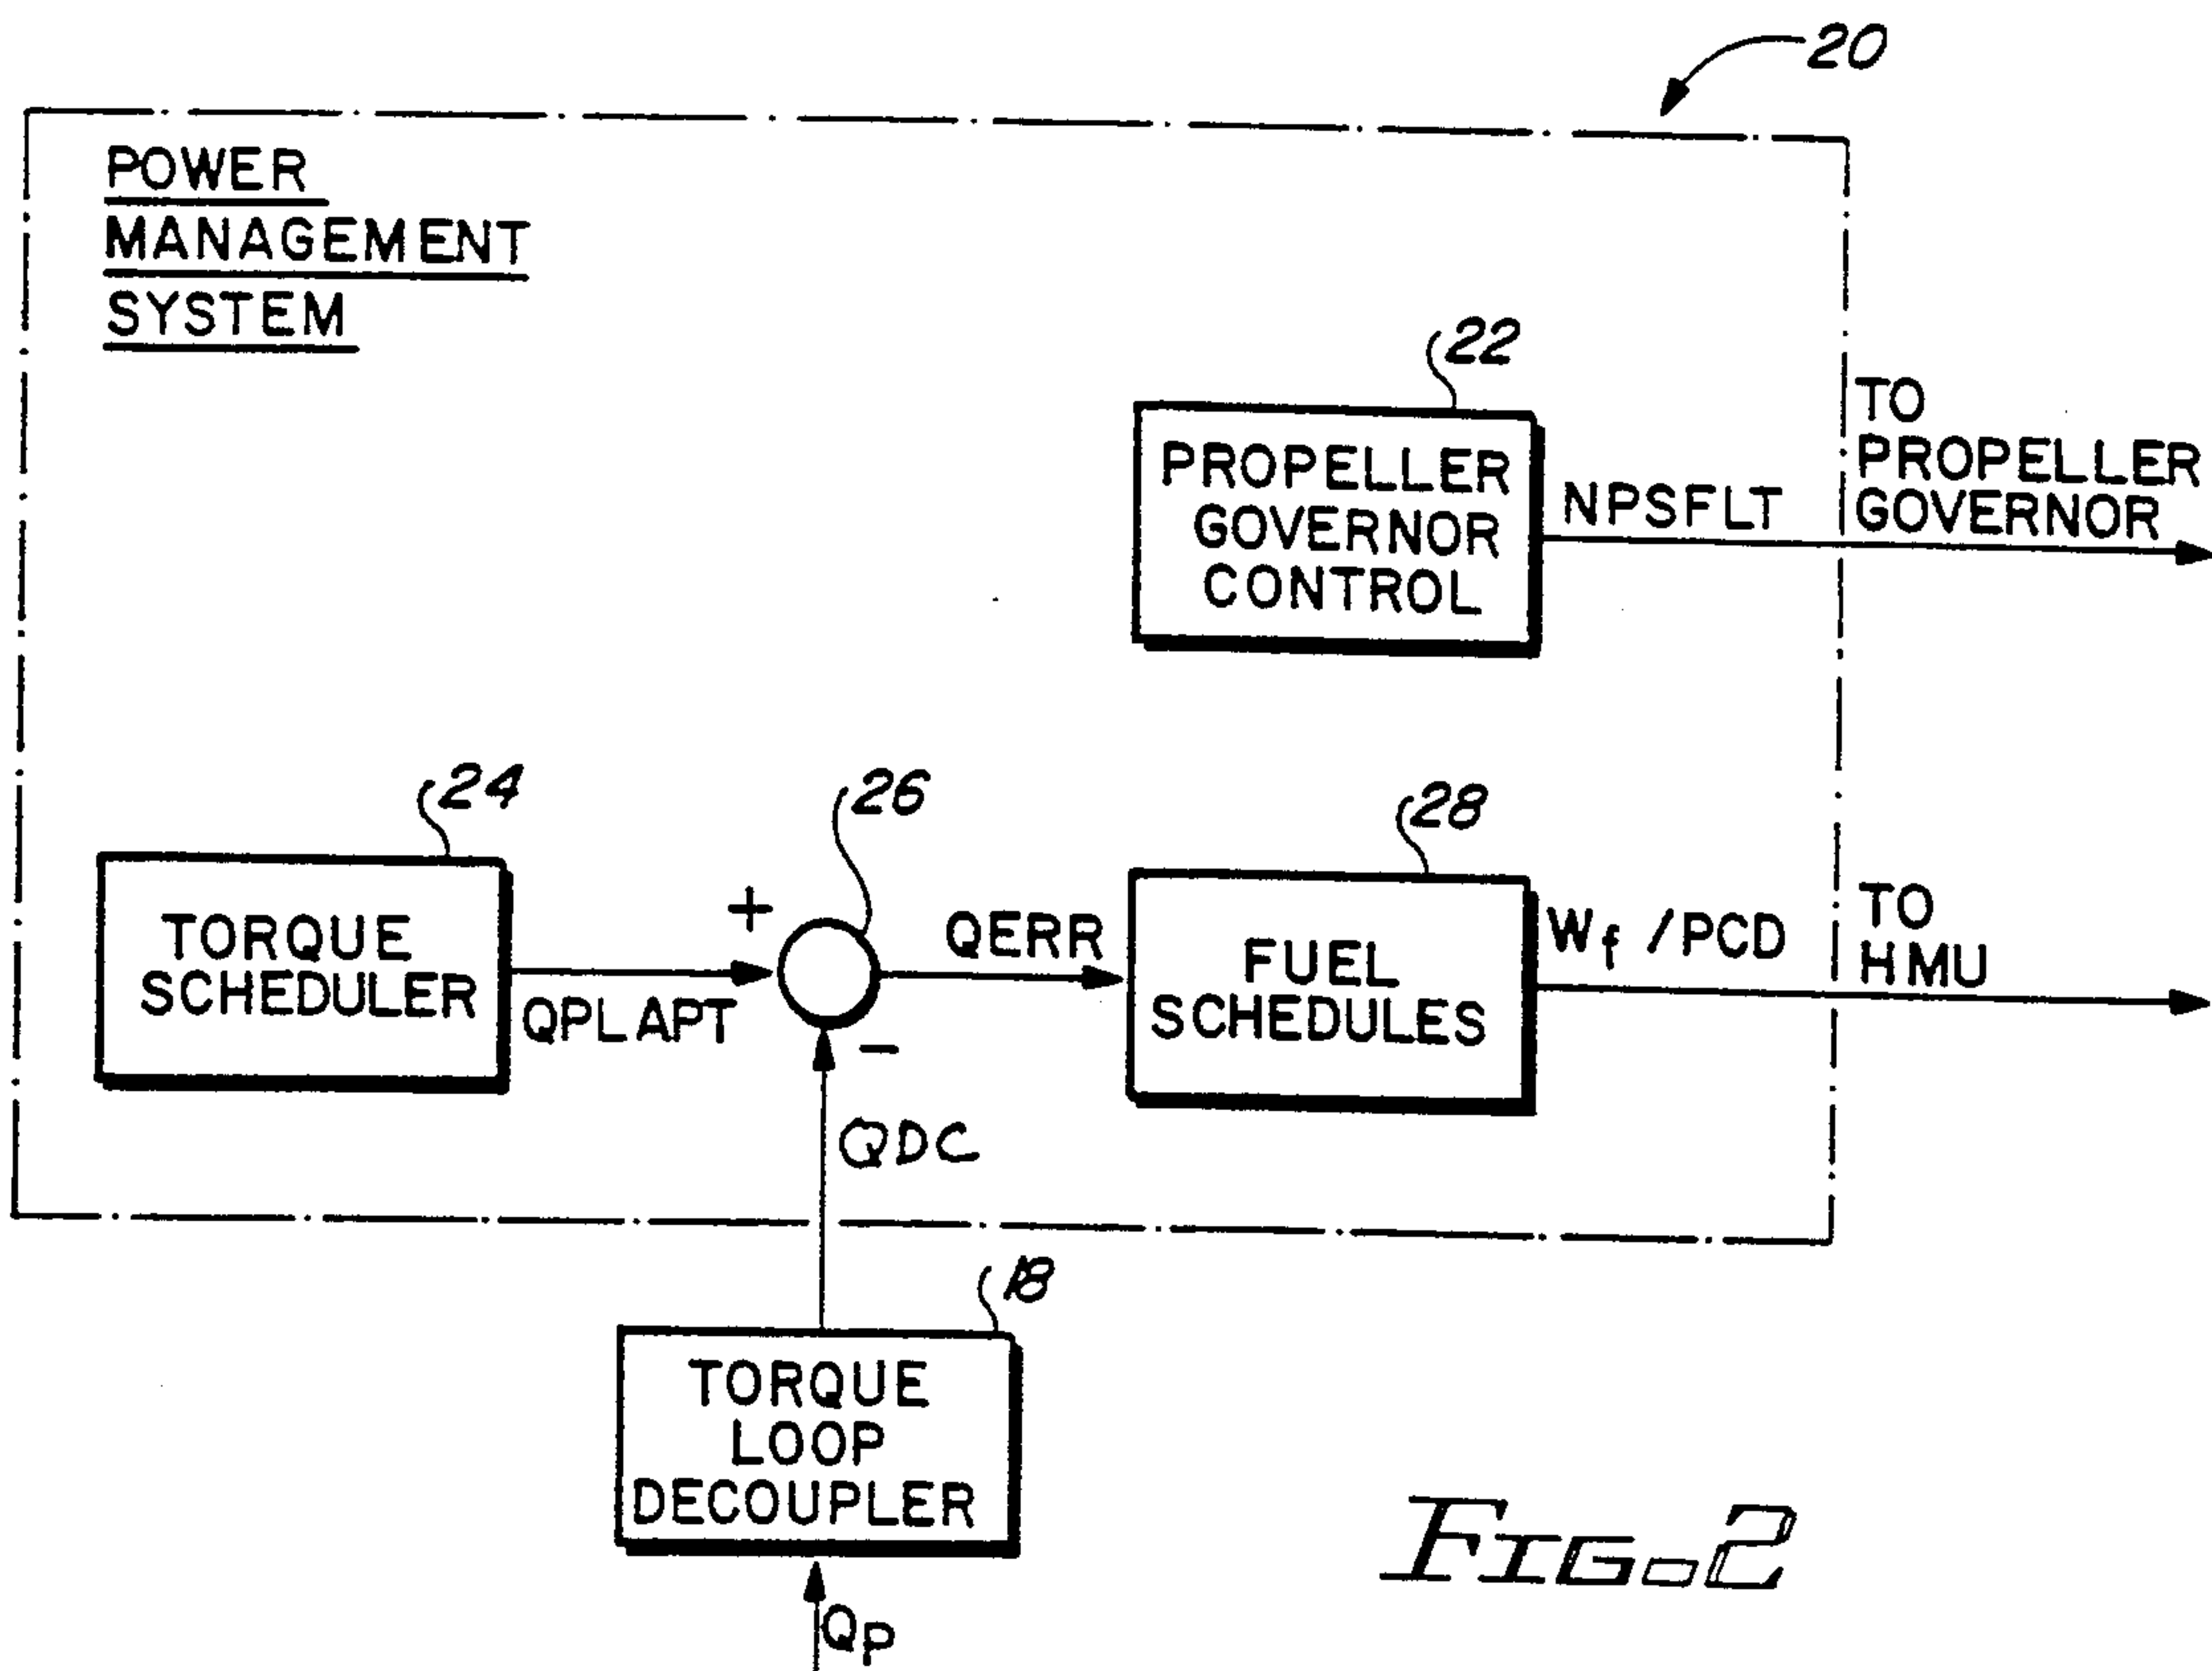 20
POWER
MANAGEMENT
SYSTEM
22
PROPELLER
GOVERNOR
CONTROL
NPSFLT
TO
PROPELLER
GOVERNOR
24
TORQUE
SCHEDULER
+
QPLAPT
26
-
QERR
28
FUEL
SCHEDULES
Wf /PCD
TO
HMU
QDC
18
TORQUE
LOOP
DECOUPLER
QP
FIG. 2